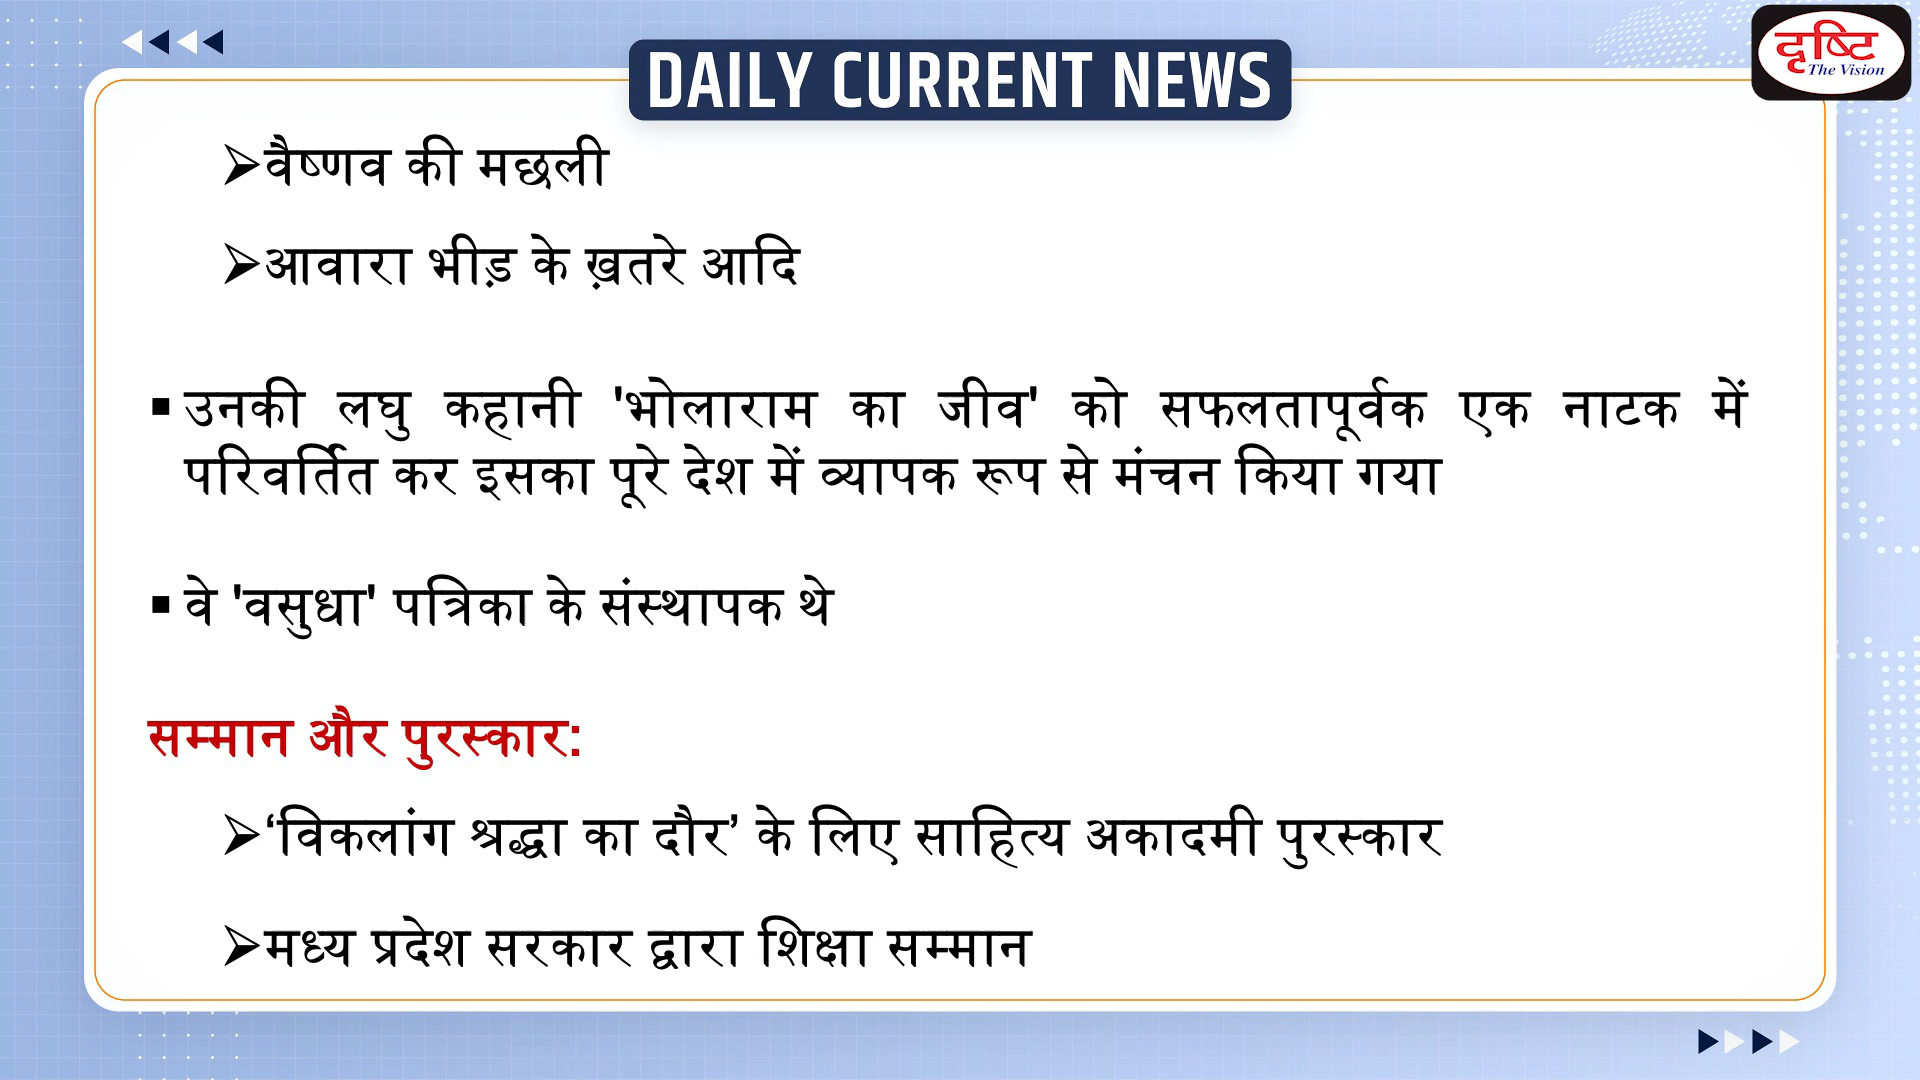 दृष्टि
The Vision
DAILY CURRENT NEWS
➢वैष्णव की मछली
➢आवारा भीड़ के ख़तरे आदि
▪ उनकी लघु कहानी 'भोलाराम का जीव' को सफलतापूर्वक एक नाटक में
परिवर्तित कर इसका पूरे देश में व्यापक रूप से मंचन किया गया
▪ वे 'वसुधा' पत्रिका के संस्थापक थे
सम्मान और पुरस्कार:
➢‘विकलांग श्रद्धा का दौर’ के लिए साहित्य अकादमी पुरस्कार
➢मध्य प्रदेश सरकार द्वारा शिक्षा सम्मान